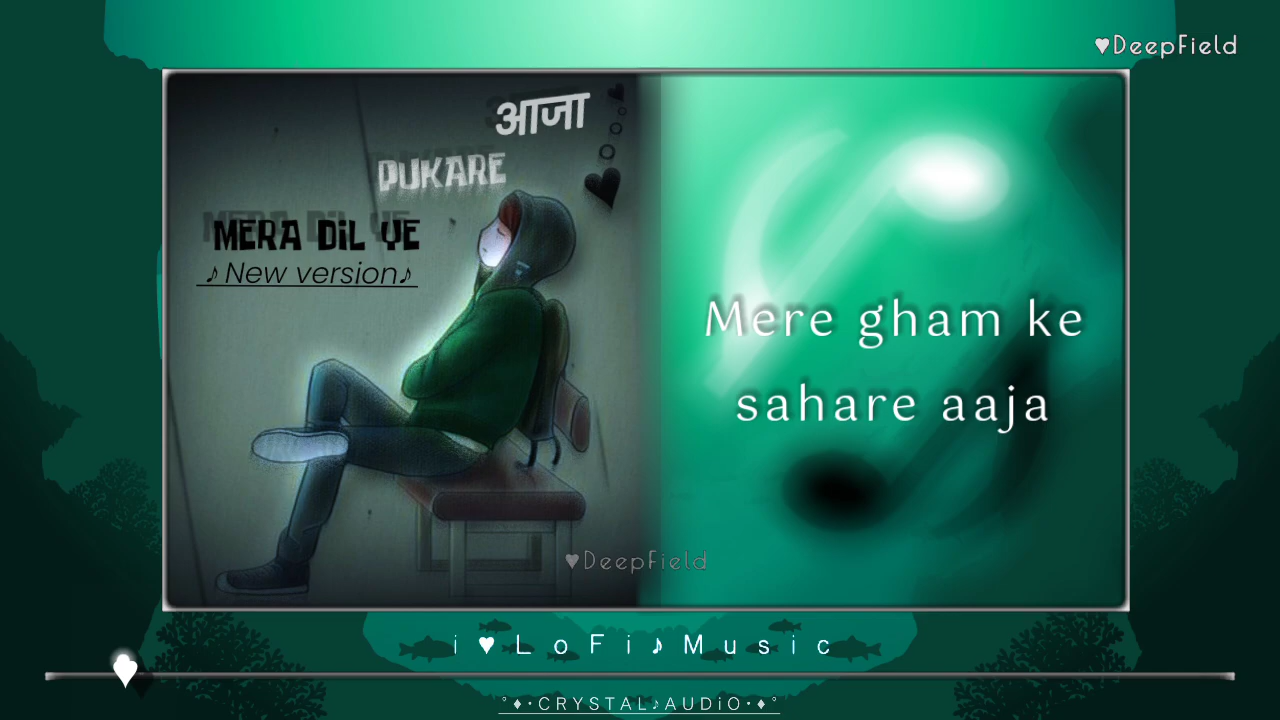 ♥DeepField
आजा
PUKARE
MERA DiL YE
♪New version♪
Mere gham ke
sahare aaja
♥DeepField
i ♥ L o F i ♪ M u s i c
°♦·CRYSTAL♪AUDiO·♦°